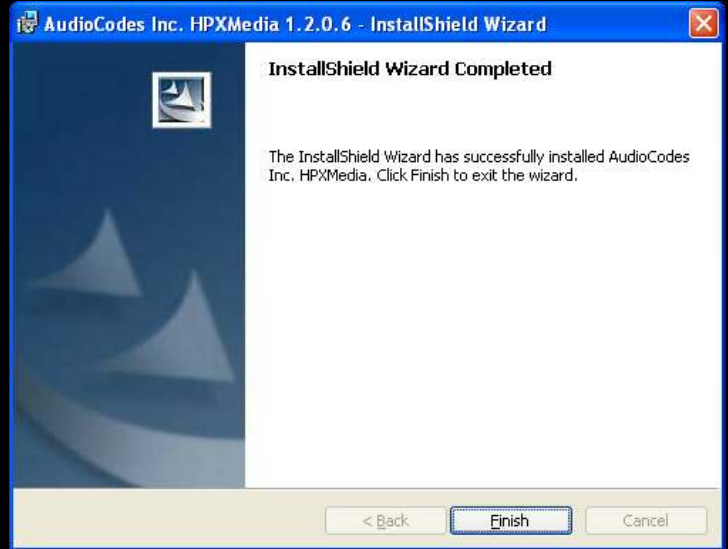 AudioCodes Inc. HPXMedia 1.2.0.6 - InstallShield Wizard
InstallShield Wizard Completed
The InstallShield Wizard has successfully installed AudioCodes
Inc. HPXMedia. Click Finish to exit the wizard.
< Back
Finish
Cancel